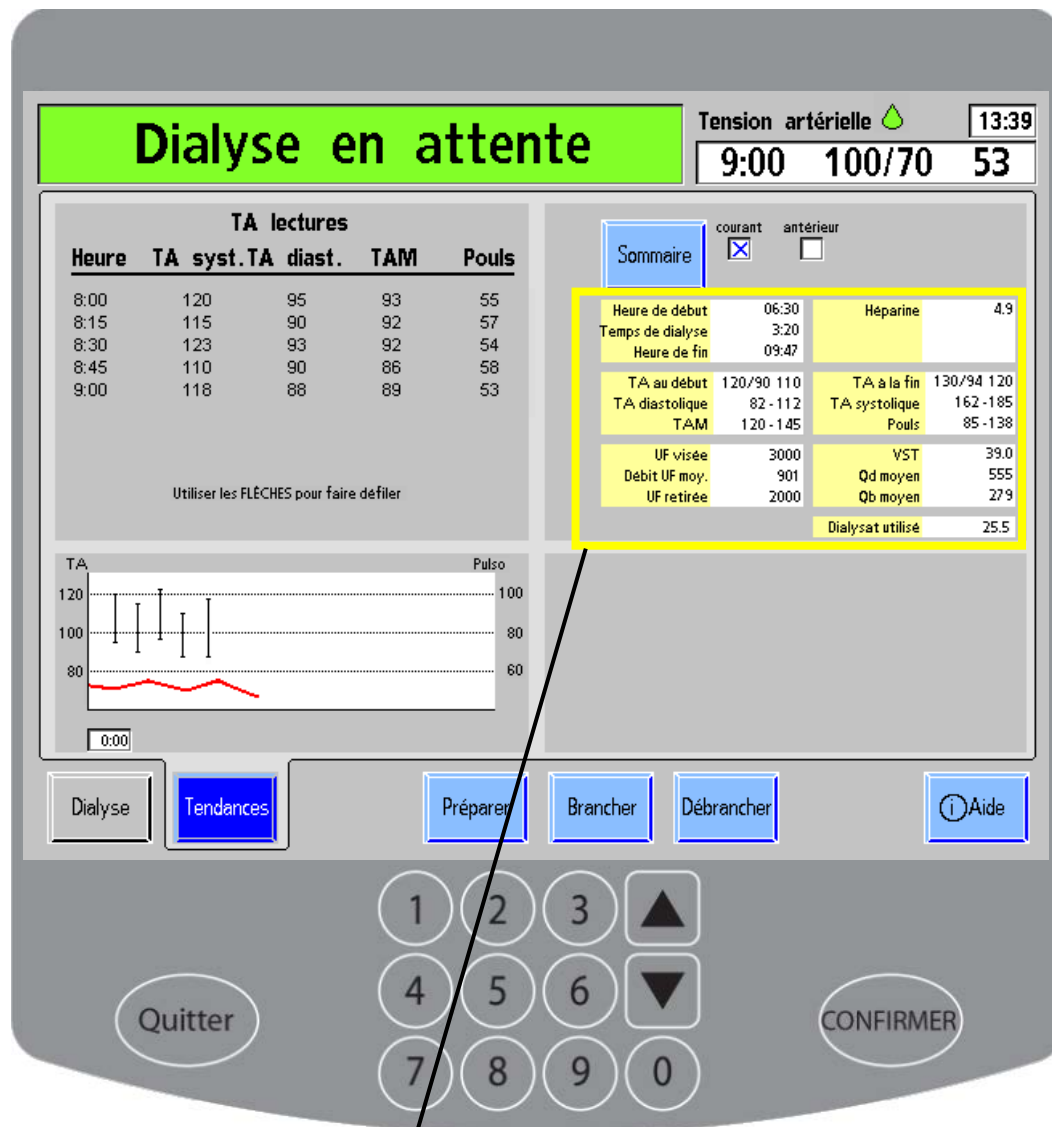 Dialyse en attente
Tension artérielle 13:39
9:00 100/70 53
TA lectures
Heure TA syst. TA diast. TAM Pouls
8:00 120 95 93 55
8:15 115 90 92 57
8:30 123 93 92 54
8:45 110 90 86 58
9:00 118 88 89 53
Utiliser les FLÉCHES pour faire défiler
Sommaire
courant antérieur
Heure de début 06:30
Temps de dialyse 3:20
Heure de fin 09:47
Héparine 4.9
TA au début 120/90 110
TA diastolique 82 - 112
TAM 120 - 145
TA à la fin 130/94 120
TA systolique 162 -185
Pouls 85 -138
UF visée 3000
Débit UF moy. 901
UF retirée 2000
VST 39.0
Qd moyen 555
Qb moyen 279
Dialysat utilisé 25.5
TA Pulso
120 100
100 80
80 60
0:00
Dialyse Tendances Préparer Brancher Débrancher iAide
1 2 3
4 5 6
7 8 9 0
Quitter
CONFIRMER